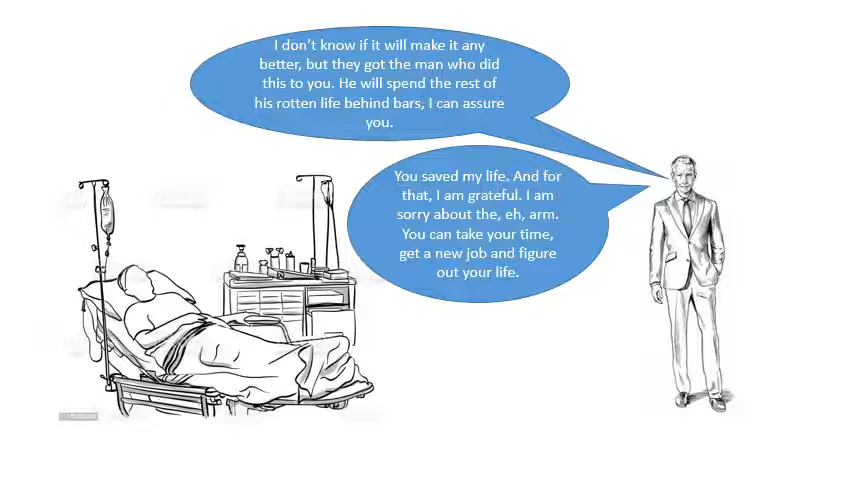 I don't know if it will make it any
better, but they got the man who did
this to you. He will spend the rest of
his rotten life behind bars, I can assure
you.
You saved my life. And for
that, I am grateful. I am
sorry about the, eh, arm.
You can take your time,
get a new job and figure
out your life.